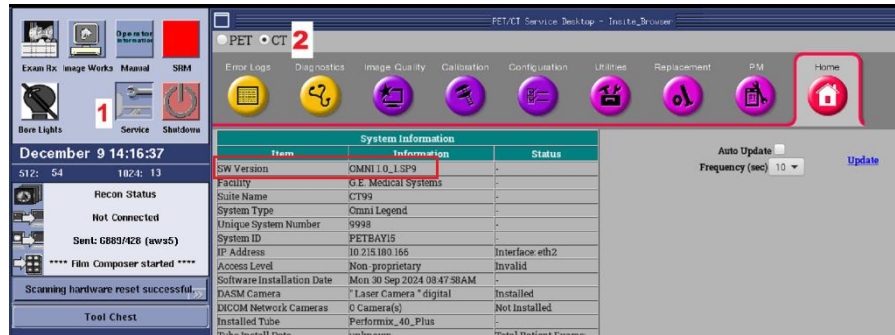 PET/CT Service Desktop - Insite_Browser
PET CT 2
Operator Information
Exam Rx Image Works Manual SRM
1
Bore Lights Service Shutdown
December 9 14:16:37
512: 54 1024: 13
Recon Status
Not Connected
Sent: 6889/428 (aws5)
**** Film Composer started ****
Scanning hardware reset successful.
Tool Chest
Error Logs Diagnostics Image Quality Calibration Configuration Utilities Replacement PM Home
System Information
Item Information Status
SW Version OMNI 1.0_1.SP9 -
Facility G.E. Medical Systems -
Suite Name CT99 -
System Type Omni Legend -
Unique System Number 9998 -
System ID PETBAY15 -
IP Address 10.215.180.166 Interface: eth2
Access Level Non-proprietary Invalid
Software Installation Date Mon 30 Sep 2024 08:47:58AM -
DASM Camera "Laser Camera" digital Installed
DICOM Network Cameras 0 Camera(s) Not Installed
Installed Tube Performix_40_Plus -
Auto Update
Frequency (sec) 10
Update